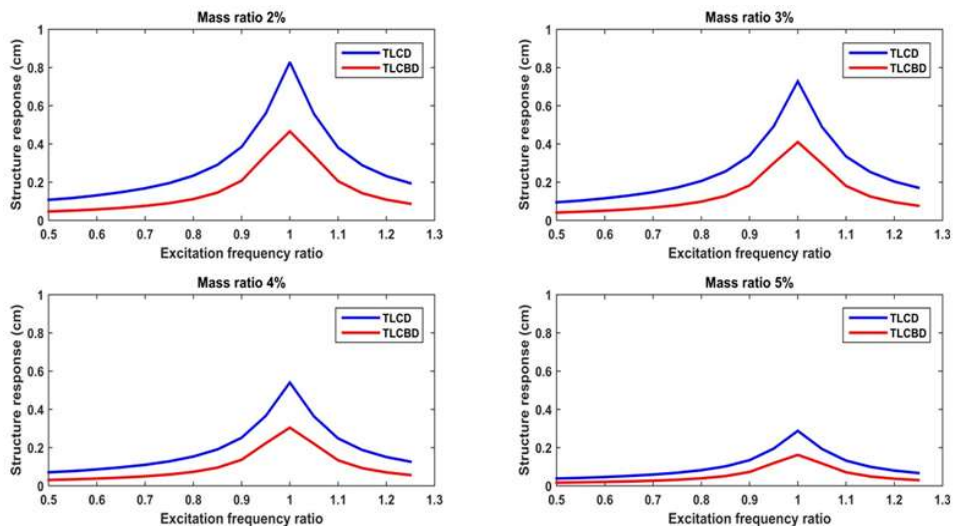 Mass ratio 2%
Structure response (cm)
1
0.8
0.6
0.4
0.2
0
TLCD
TLCBD
0.5 0.6 0.7 0.8 0.9 1 1.1 1.2 1.3
Excitation frequency ratio
Mass ratio 3%
Structure response (cm)
1
0.8
0.6
0.4
0.2
0
TLCD
TLCBD
0.5 0.6 0.7 0.8 0.9 1 1.1 1.2 1.3
Excitation frequency ratio
Mass ratio 4%
Structure response (cm)
1
0.8
0.6
0.4
0.2
0
TLCD
TLCBD
0.5 0.6 0.7 0.8 0.9 1 1.1 1.2 1.3
Excitation frequency ratio
Mass ratio 5%
Structure response (cm)
1
0.8
0.6
0.4
0.2
0
TLCD
TLCBD
0.5 0.6 0.7 0.8 0.9 1 1.1 1.2 1.3
Excitation frequency ratio